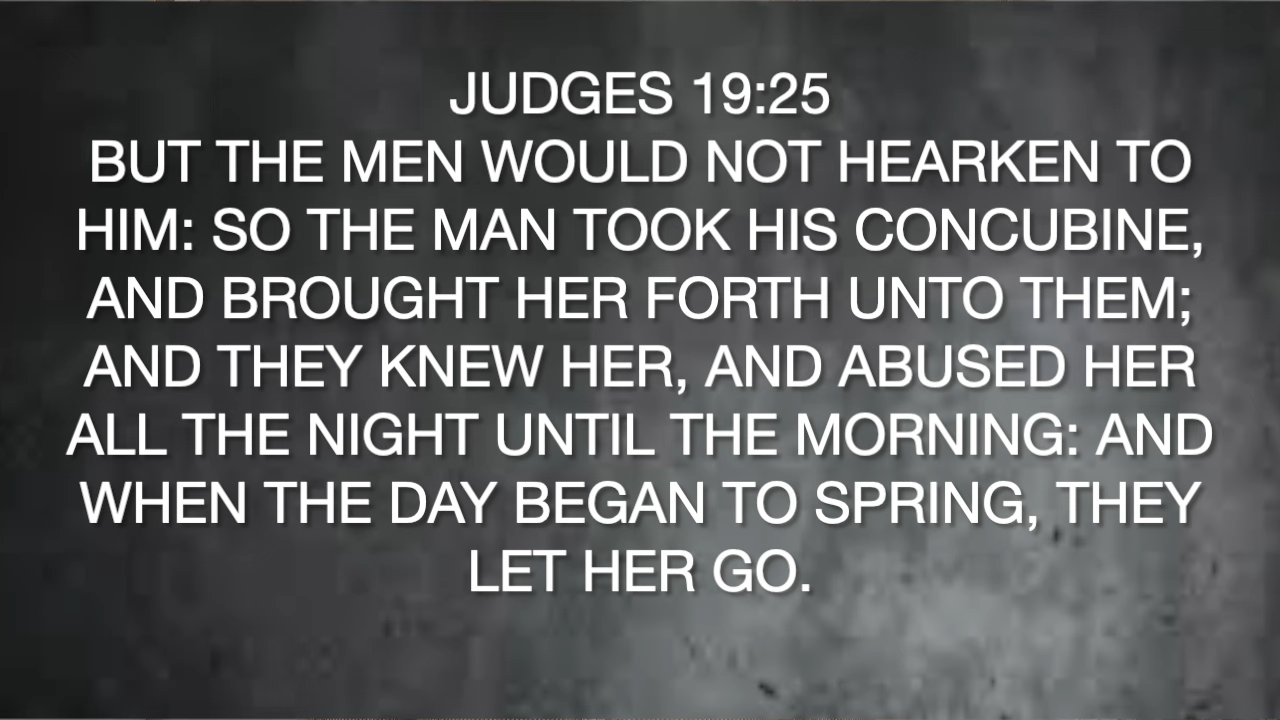 JUDGES 19:25
BUT THE MEN WOULD NOT HEARKEN TO
HIM: SO THE MAN TOOK HIS CONCUBINE,
AND BROUGHT HER FORTH UNTO THEM;
AND THEY KNEW HER, AND ABUSED HER
ALL THE NIGHT UNTIL THE MORNING: AND
WHEN THE DAY BEGAN TO SPRING, THEY
LET HER GO.